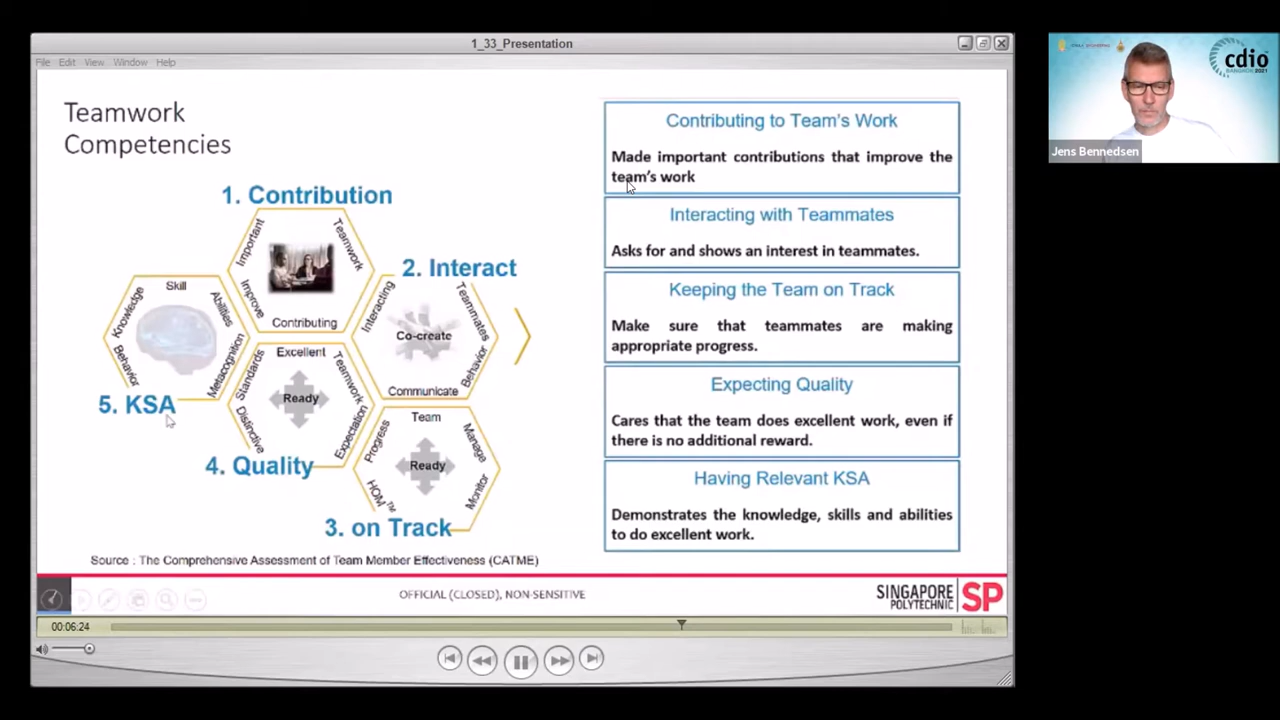 1_33_Presentation
File Edit View Window Help
Teamwork
Competencies
1. Contribution
Important
Teamwork
Improve
Contributing
2. Interact
Interacting
Teammates
Co-create
Behavior
Communicate
Skill
Knowledge
Abilities
Behavior
Metacognition
5. KSA
Excellent
Standards
Teamwork
Ready
Distinctive
Expectation
4. Quality
Team
Progress
Manage
Ready
HOM™
Monitor
3. on Track
Source : The Comprehensive Assessment of Team Member Effectiveness (CATME)
Contributing to Team's Work
Made important contributions that improve the
team's work
Interacting with Teammates
Asks for and shows an interest in teammates.
Keeping the Team on Track
Make sure that teammates are making
appropriate progress.
Expecting Quality
Cares that the team does excellent work, even if
there is no additional reward.
Having Relevant KSA
Demonstrates the knowledge, skills and abilities
to do excellent work.
OFFICIAL (CLOSED), NON-SENSITIVE
SINGAPORE
POLYTECHNIC
SP
00:06:24
cdio
BANGKOK 2021
Jens Bennedsen